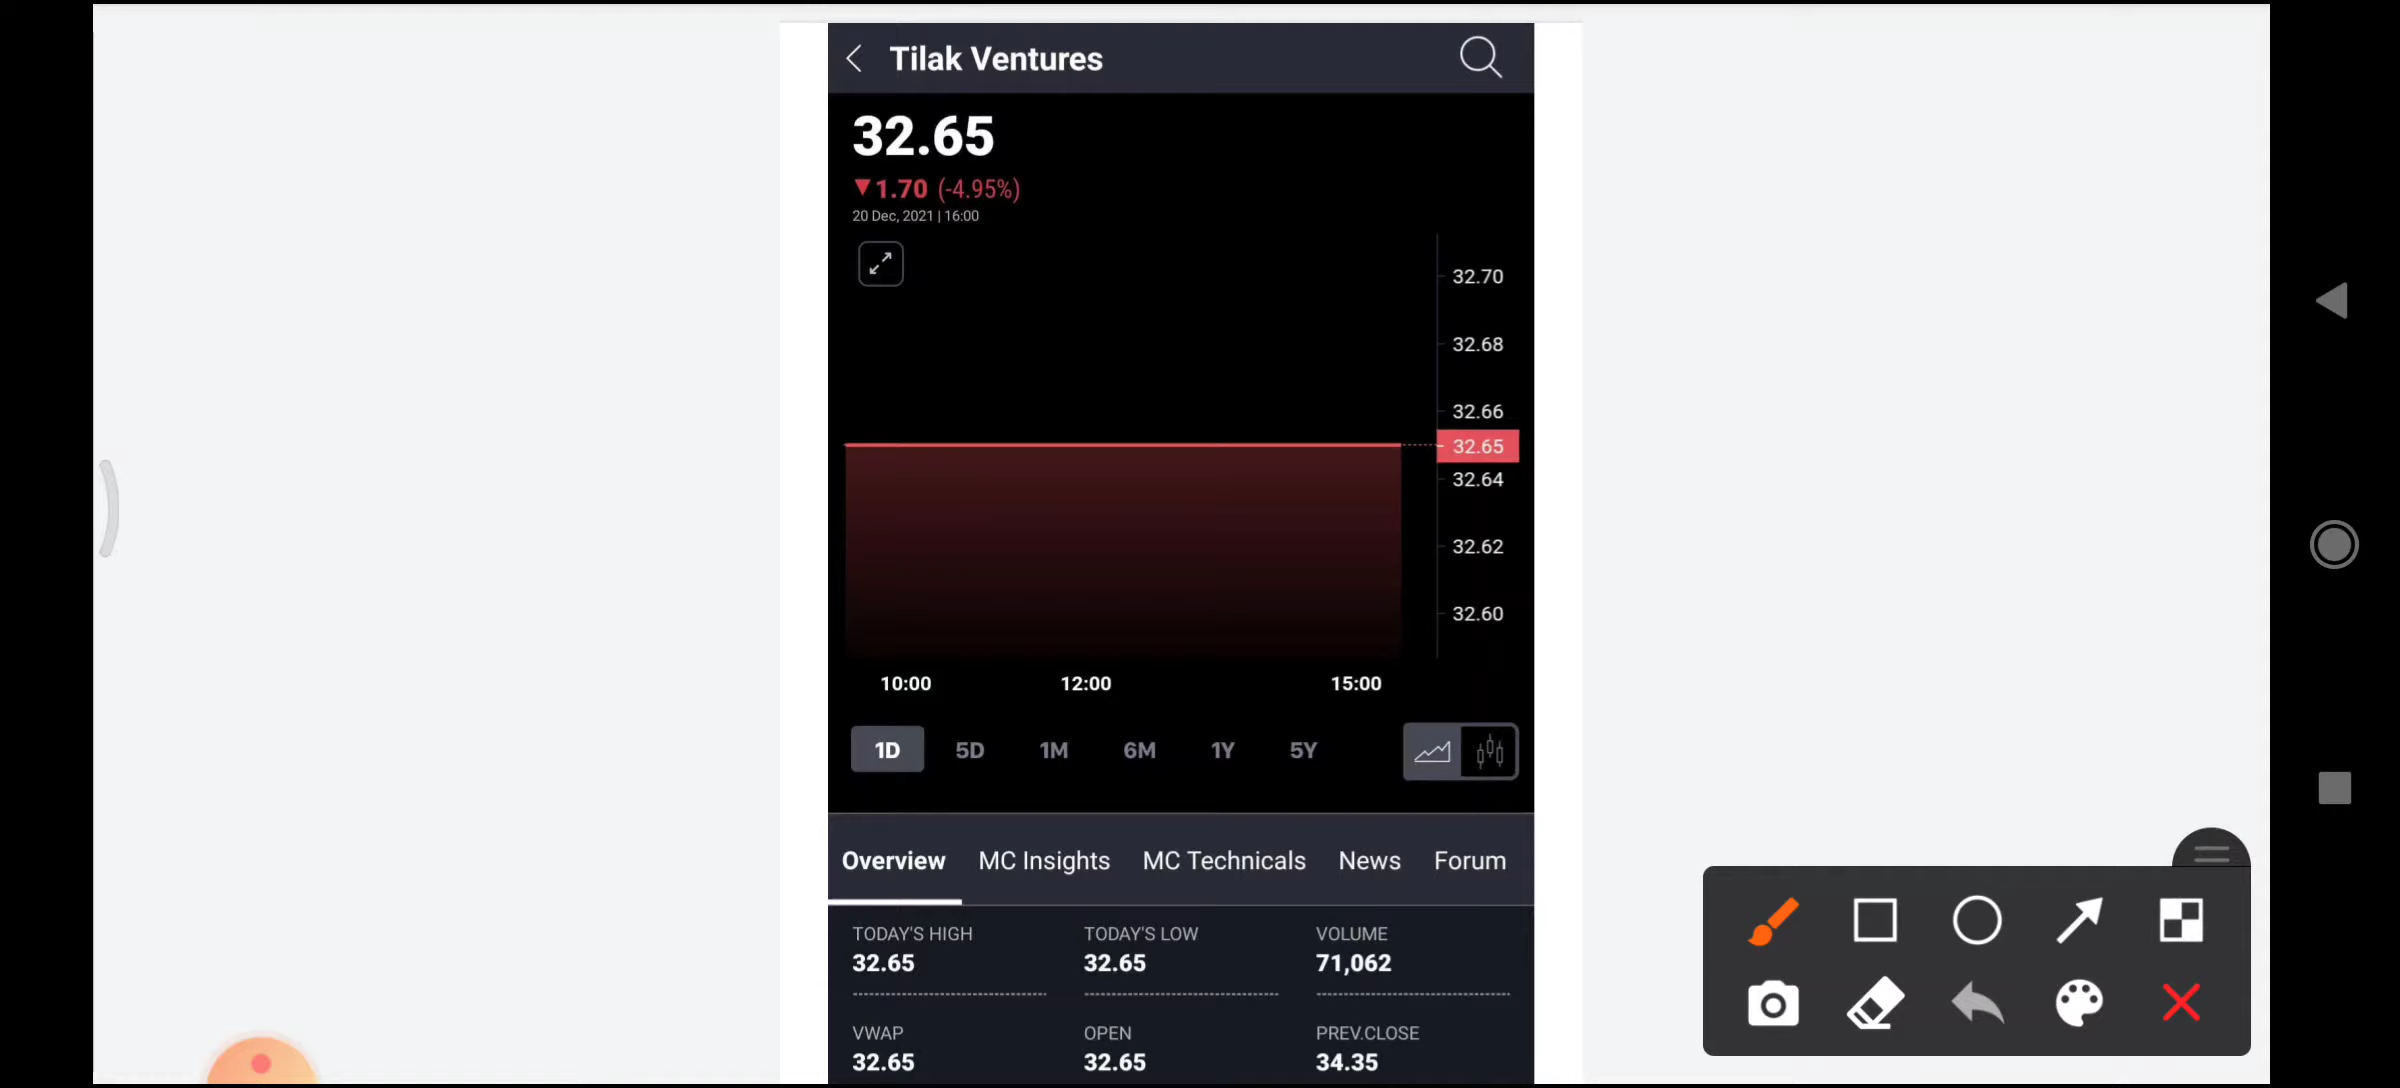 Tilak Ventures
32.65
▼1.70 (-4.95%)
20 Dec, 2021 | 16:00
32.70
32.68
32.66
32.65
32.64
32.62
32.60
10:00 12:00 15:00
1D 5D 1M 6M 1Y 5Y
Overview MC Insights MC Technicals News Forum
TODAY'S HIGH TODAY'S LOW VOLUME
32.65 32.65 71,062
VWAP OPEN PREV.CLOSE
32.65 32.65 34.35